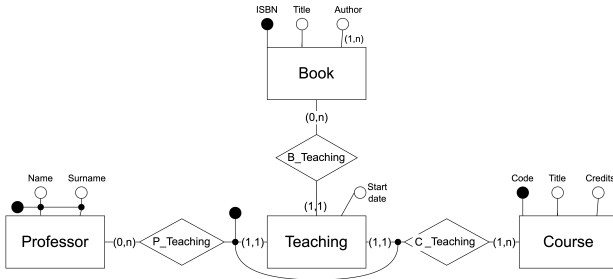 ISBN Title Author
(1,n)
Book
(0,n)
B_Teaching
(1,1)
Start
date
Name Surname
Code Title Credits
Professor (0,n) P_Teaching (1,1) Teaching (1,1) C_Teaching (1,n) Course